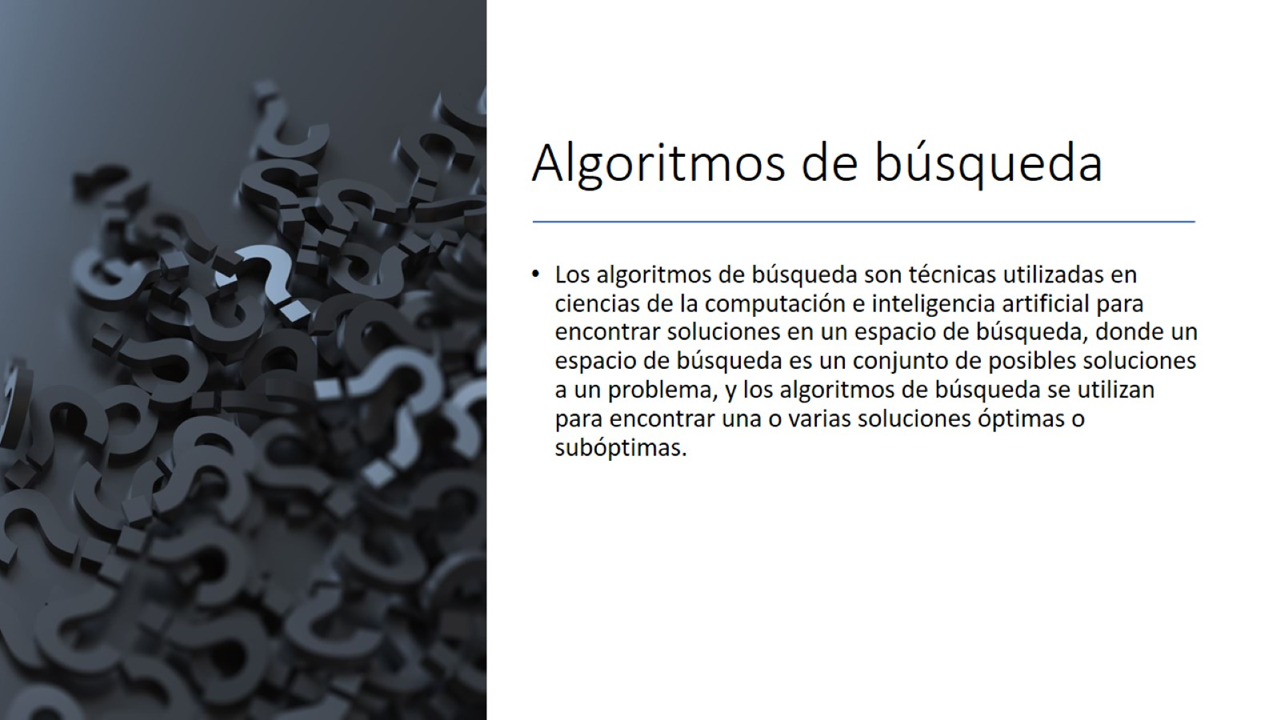 Algoritmos de búsqueda
• Los algoritmos de búsqueda son técnicas utilizadas en
ciencias de la computación e inteligencia artificial para
encontrar soluciones en un espacio de búsqueda, donde un
espacio de búsqueda es un conjunto de posibles soluciones
a un problema, y los algoritmos de búsqueda se utilizan
para encontrar una o varias soluciones óptimas o
subóptimas.